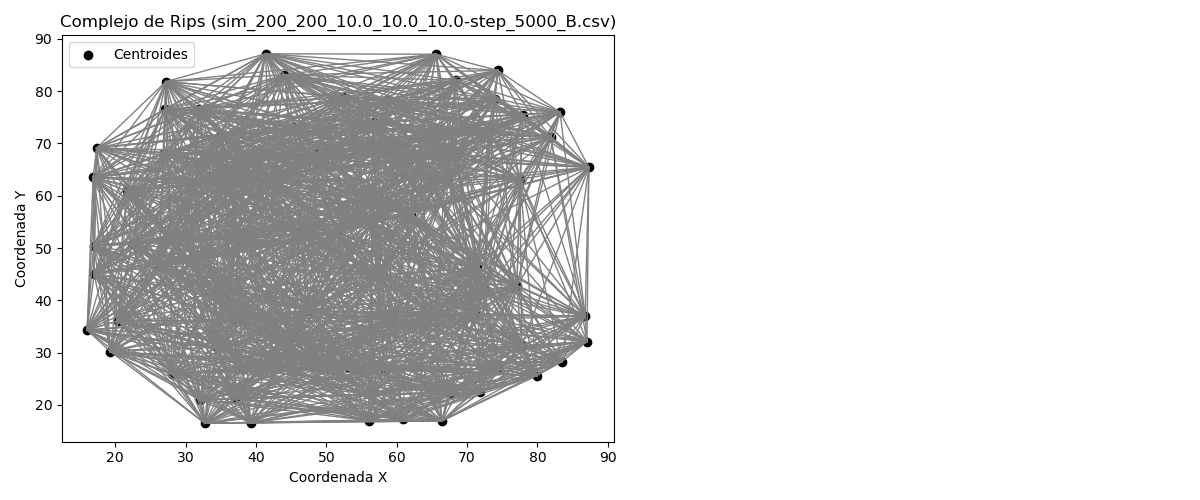 Complejo de Rips (sim_200_200_10.0_10.0_10.0-step_5000_B.csv)
Centroides
90
80
70
60
50
40
30
20
Coordenada Y
20 30 40 50 60 70 80 90
Coordenada X